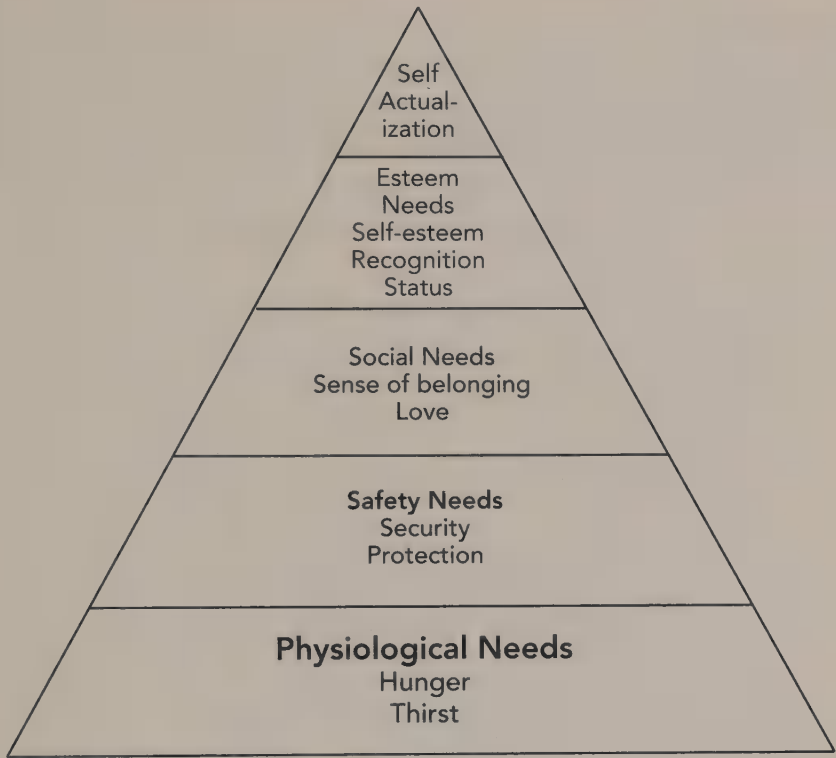 Self
Actual-
ization
Esteem
Needs
Self-esteem
Recognition
Status
Social Needs
Sense of belonging
Love
Safety Needs
Security
Protection
Physiological Needs
Hunger
Thirst